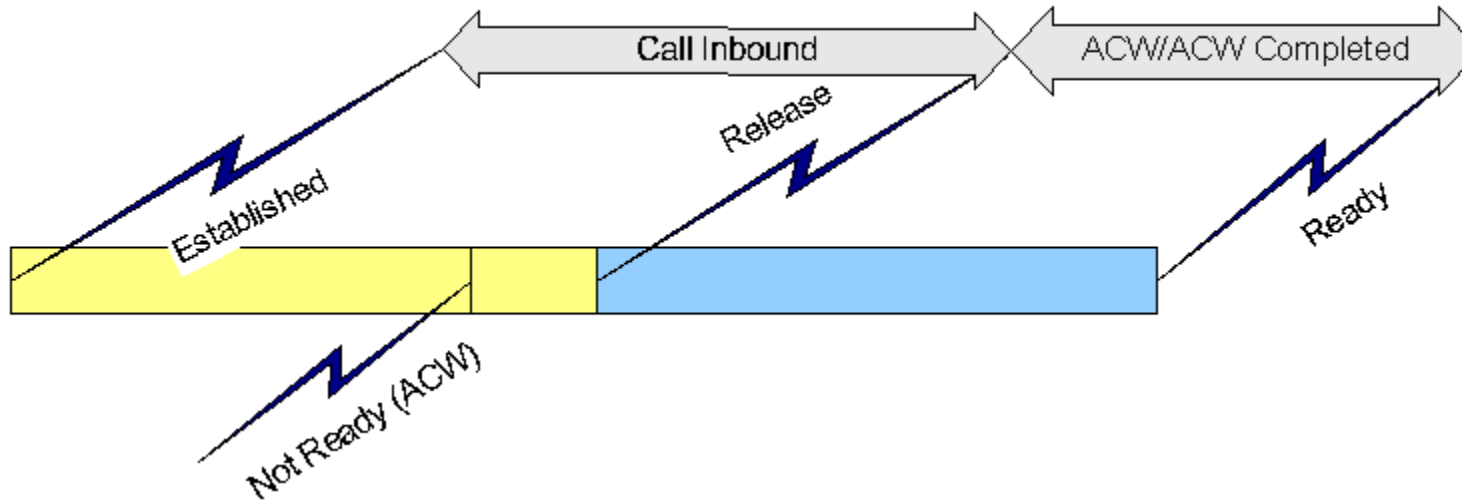 Call Inbound
ACW/ACW Completed
Release
Established
Ready
Not Ready (ACW)